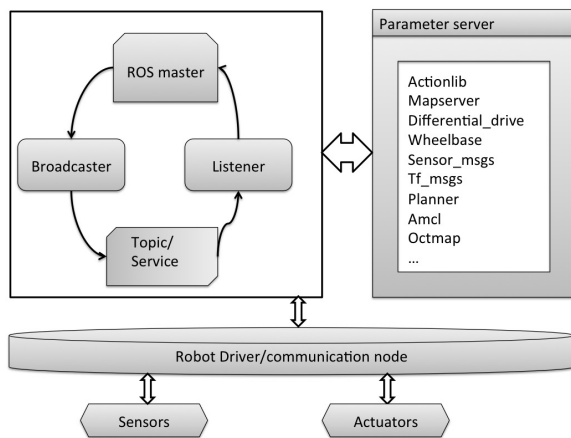 Parameter server
ROS master
Broadcaster
Listener
Topic/
Service
Actionlib
Mapserver
Differential_drive
Wheelbase
Sensor_msgs
Tf_msgs
Planner
Amcl
Octmap
...
Robot Driver/communication node
Sensors
Actuators